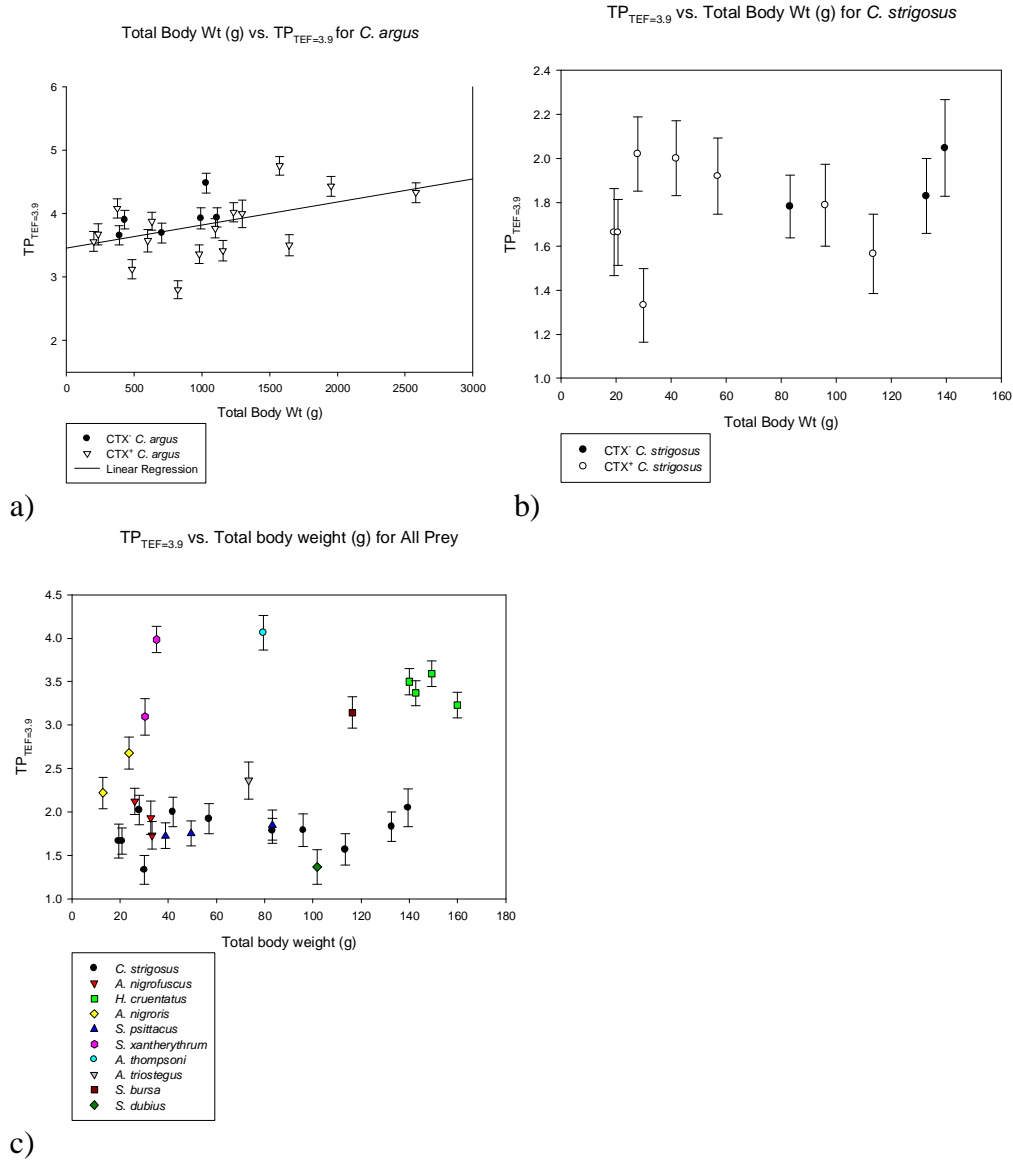 Total Body Wt (g) vs. TP_TEF=3.9 for C. argus
6
5
4
3
2
TP_TEF=3.9
0 500 1000 1500 2000 2500 3000
Total Body Wt (g)
CTX⁻ C. argus
CTX⁺ C. argus
Linear Regression
a)
TP_TEF=3.9 vs. Total Body Wt (g) for C. strigosus
2.4
2.2
2.0
1.8
1.6
1.4
1.2
1.0
TP_TEF=3.9
0 20 40 60 80 100 120 140 160
Total Body Wt (g)
CTX⁻ C. strigosus
CTX⁺ C. strigosus
b)
TP_TEF=3.9 vs. Total body weight (g) for All Prey
4.5
4.0
3.5
3.0
2.5
2.0
1.5
1.0
TP_TEF=3.9
0 20 40 60 80 100 120 140 160 180
Total body weight (g)
C. strigosus
A. nigrofuscus
H. cruentatus
A. nigroris
S. psittacus
S. xantherythrum
A. thompsoni
A. triostegus
S. bursa
S. dubius
c)